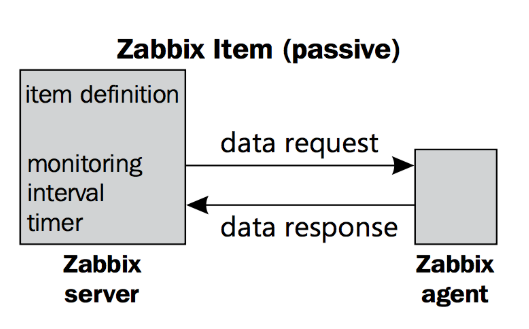 Zabbix Item (passive)
item definition
monitoring
interval
timer
data request
data response
Zabbix
server
Zabbix
agent